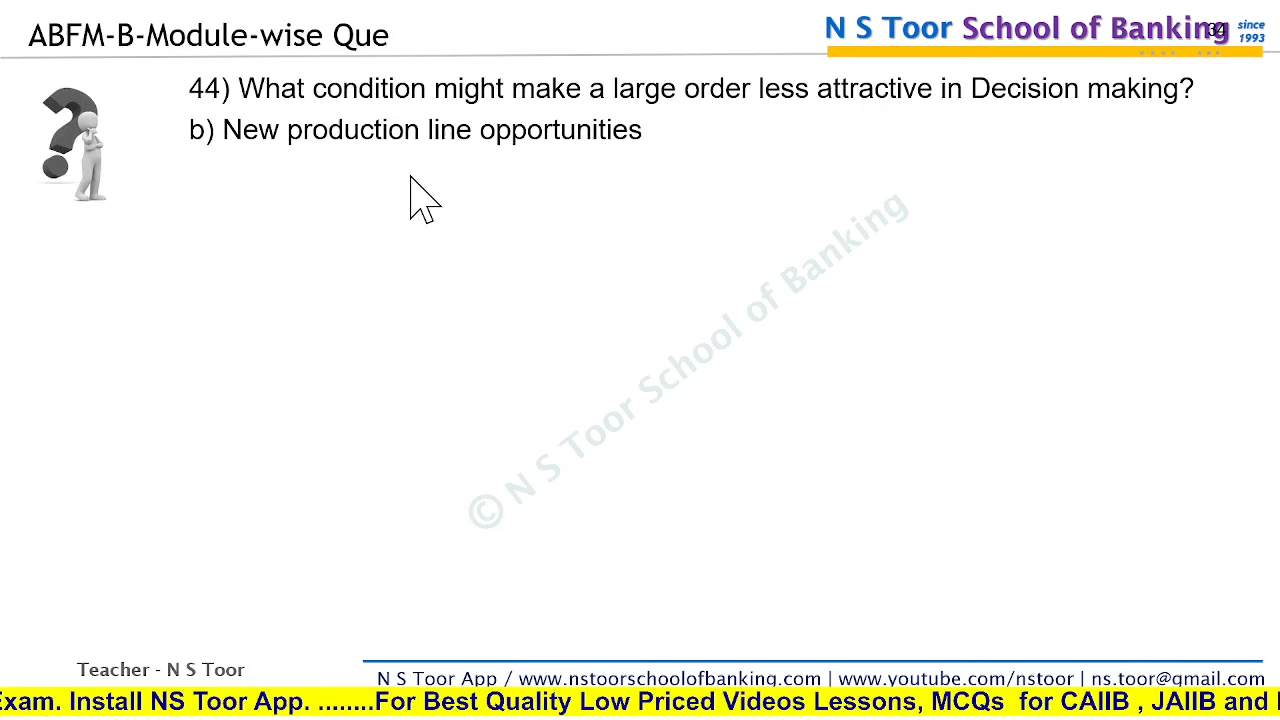 ABFM-B-Module-wise Que
N S Toor School of Banking
34
since
1993
44) What condition might make a large order less attractive in Decision making?
b) New production line opportunities
© N S Toor School of Banking
Teacher - N S Toor
N S Toor App / www.nstoorschoolofbanking.com | www.youtube.com/nstoor | ns.toor@gmail.com
Exam. Install NS Toor App. ........For Best Quality Low Priced Videos Lessons, MCQs for CAIIB , JAIIB and